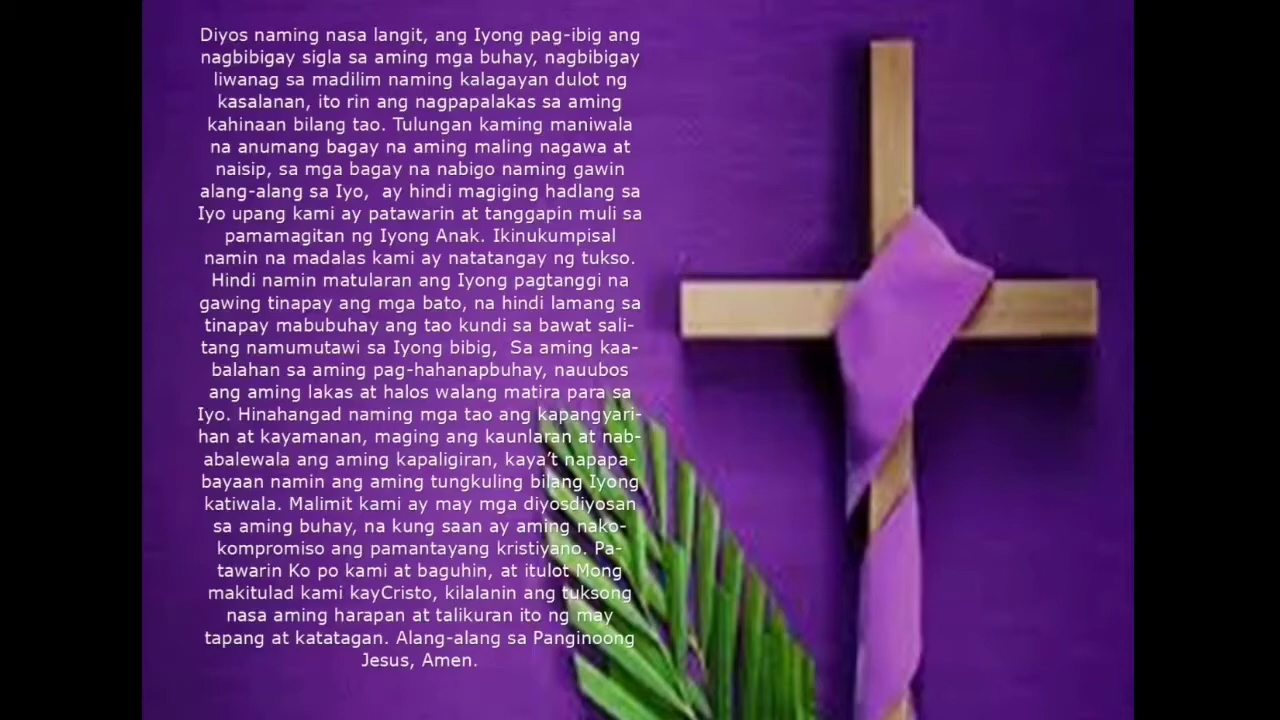 Diyos naming nasa langit, ang Iyong pag-ibig ang
nagbibigay sigla sa aming mga buhay, nagbibigay
liwanag sa madilim naming kalagayan dulot ng
kasalanan, ito rin ang nagpapalakas sa aming
kahinaan bilang tao. Tulungan kaming maniwala
na anumang bagay na aming maling nagawa at
naisip, sa mga bagay na nabigo naming gawin
alang-alang sa Iyo,  ay hindi magiging hadlang sa
Iyo upang kami ay patawarin at tanggapin muli sa
pamamagitan ng Iyong Anak. Ikinukumpisal
namin na madalas kami ay natatangay ng tukso.
Hindi namin matularan ang Iyong pagtanggi na
gawing tinapay ang mga bato, na hindi lamang sa
tinapay mabubuhay ang tao kundi sa bawat sali-
tang namumutawi sa Iyong bibig,  Sa aming kaa-
balahan sa aming pag-hahanapbuhay, nauubos
ang aming lakas at halos walang matira para sa
Iyo. Hinahangad naming mga tao ang kapangyari-
han at kayamanan, maging ang kaunlaran at nab-
abalewala ang aming kapaligiran, kaya’t napapa-
bayaan namin ang aming tungkuling bilang Iyong
katiwala. Malimit kami ay may mga diyosdiyosan
sa aming buhay, na kung saan ay aming nako-
kompromiso ang pamantayang kristiyano. Pa-
tawarin Ko po kami at baguhin, at itulot Mong
makitulad kami kayCristo, kilalanin ang tuksong
nasa aming harapan at talikuran ito ng may
tapang at katatagan. Alang-alang sa Panginoong
Jesus, Amen.